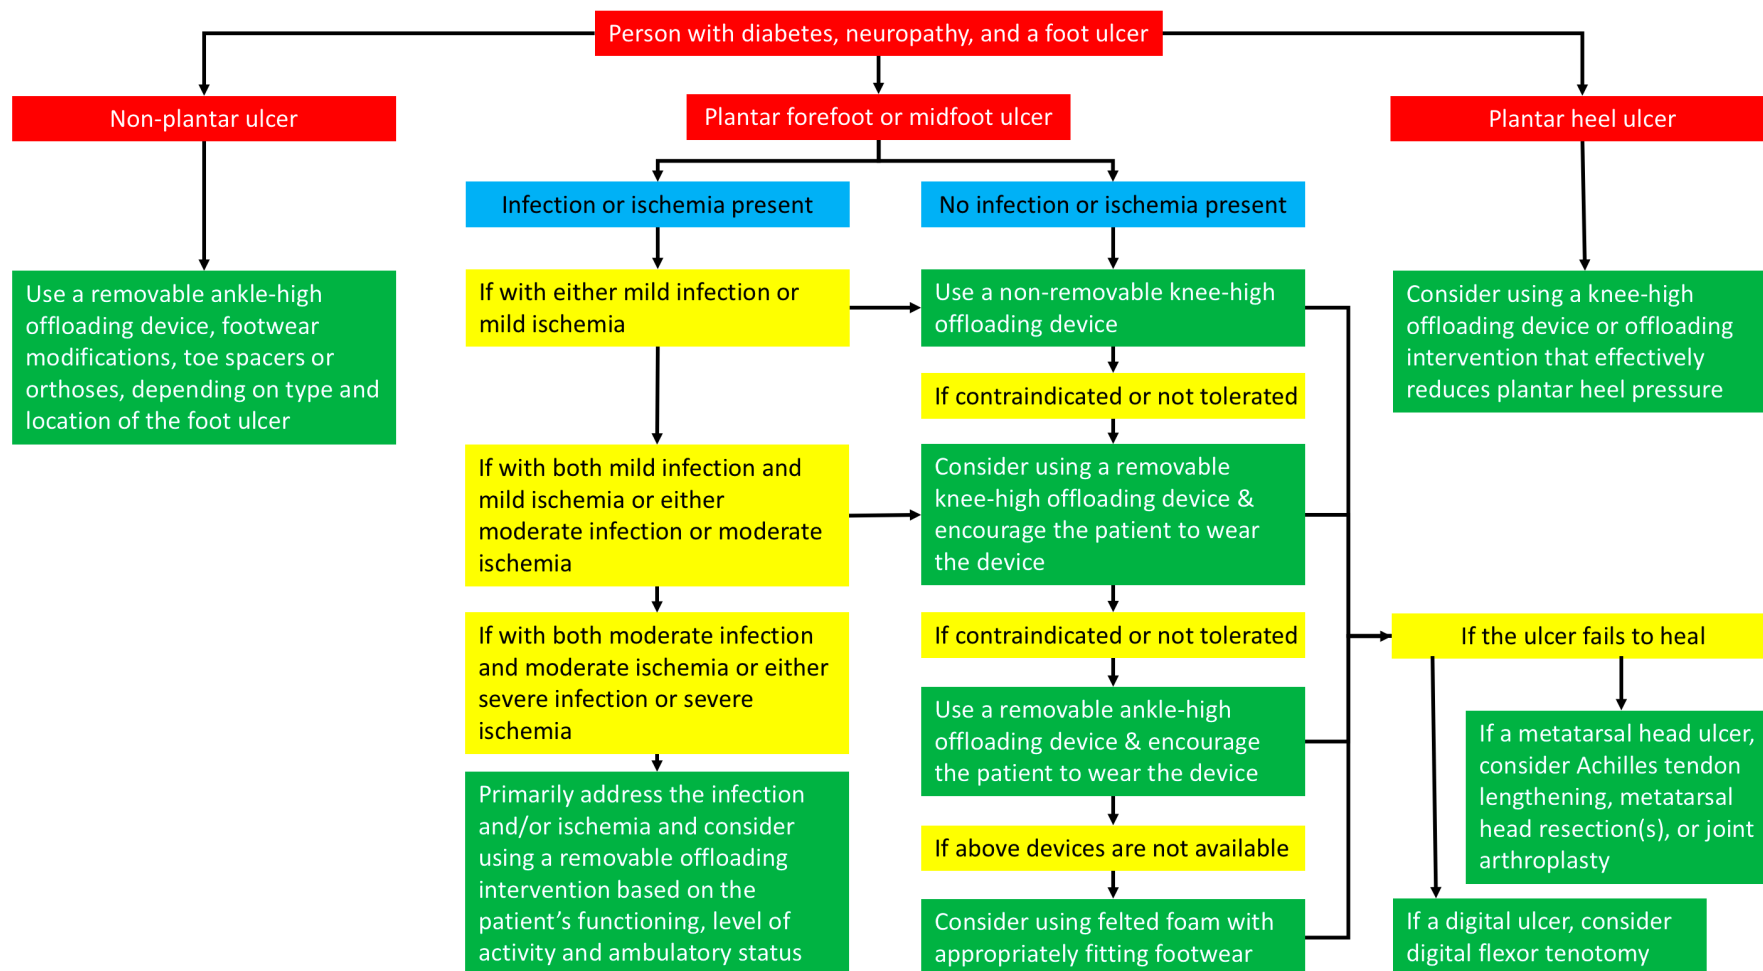 Person with diabetes, neuropathy, and a foot ulcer
Non-plantar ulcer
Plantar forefoot or midfoot ulcer
Plantar heel ulcer
Infection or ischemia present
No infection or ischemia present
Use a removable ankle-high
offloading device, footwear
modifications, toe spacers or
orthoses, depending on type and
location of the foot ulcer
If with either mild infection or
mild ischemia
Use a non-removable knee-high
offloading device
Consider using a knee-high
offloading device or offloading
intervention that effectively
reduces plantar heel pressure
If contraindicated or not tolerated
If with both mild infection and
mild ischemia or either
moderate infection or moderate
ischemia
Consider using a removable
knee-high offloading device &
encourage the patient to wear
the device
If with both moderate infection
and moderate ischemia or either
severe infection or severe
ischemia
If contraindicated or not tolerated
If the ulcer fails to heal
Use a removable ankle-high
offloading device & encourage
the patient to wear the device
If a metatarsal head ulcer,
consider Achilles tendon
lengthening, metatarsal
head resection(s), or joint
arthroplasty
Primarily address the infection
and/or ischemia and consider
using a removable offloading
intervention based on the
patient's functioning, level of
activity and ambulatory status
If above devices are not available
Consider using felted foam with
appropriately fitting footwear
If a digital ulcer, consider
digital flexor tenotomy